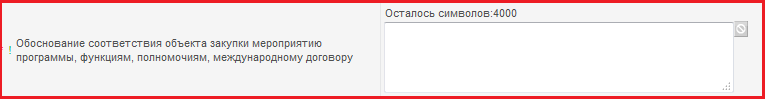 Осталось символов:4000
! Обоснование соответствия объекта закупки мероприятию
программы, функциям, полномочиям, международному договору